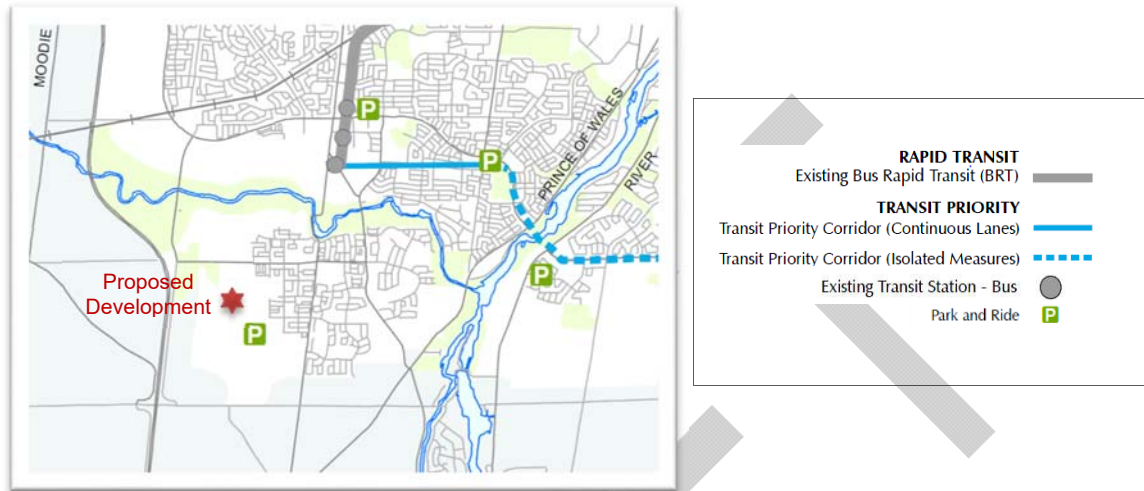 MOODIE
P
P
PRINCE OF WALES
RIVER
P
Proposed
Development
P
RAPID TRANSIT
Existing Bus Rapid Transit (BRT)
TRANSIT PRIORITY
Transit Priority Corridor (Continuous Lanes)
Transit Priority Corridor (Isolated Measures)
Existing Transit Station - Bus
Park and Ride P